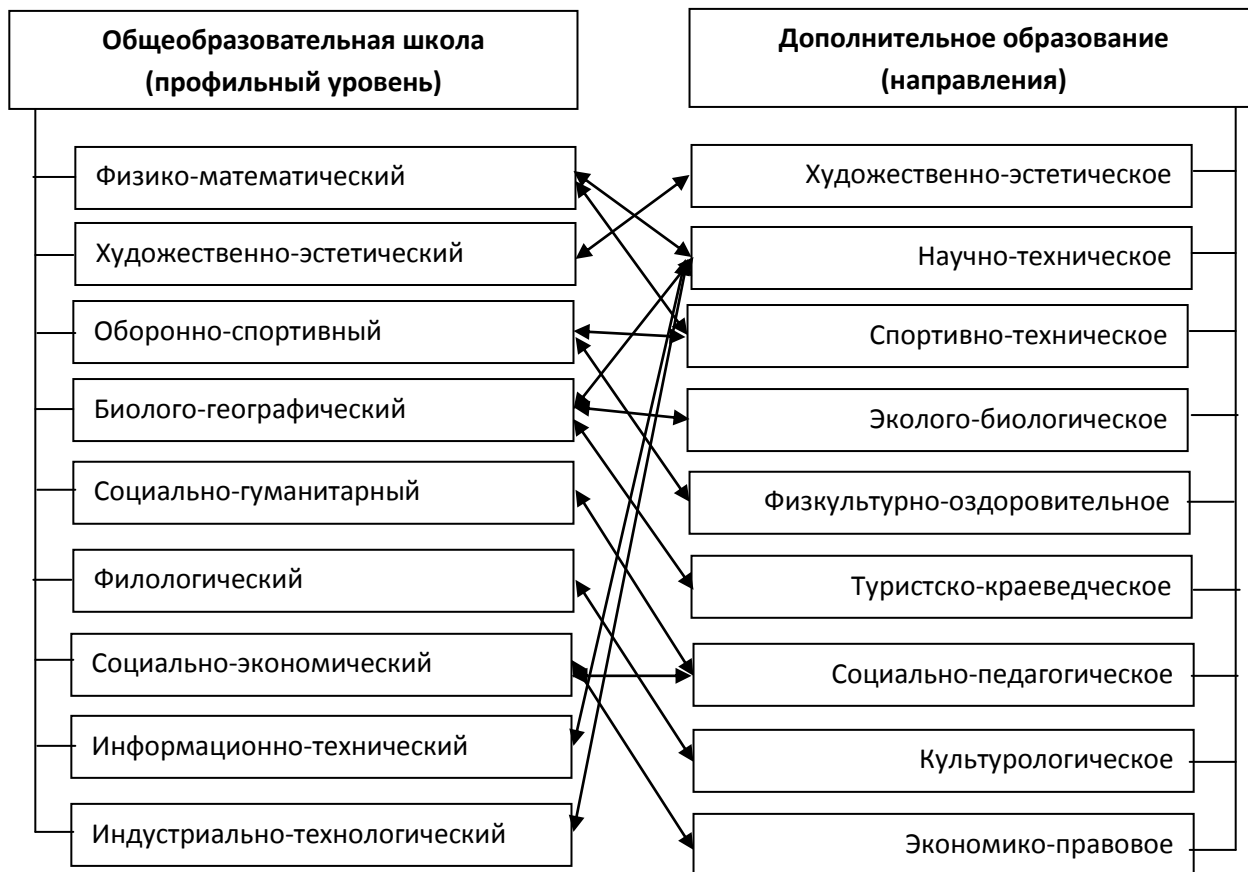 Общеобразовательная школа
(профильный уровень)
Физико-математический
Художественно-эстетический
Оборонно-спортивный
Биолого-географический
Социально-гуманитарный
Филологический
Социально-экономический
Информационно-технический
Индустриально-технологический
Дополнительное образование
(направления)
Художественно-эстетическое
Научно-техническое
Спортивно-техническое
Эколого-биологическое
Физкультурно-оздоровительное
Туристско-краеведческое
Социально-педагогическое
Культурологическое
Экономико-правовое